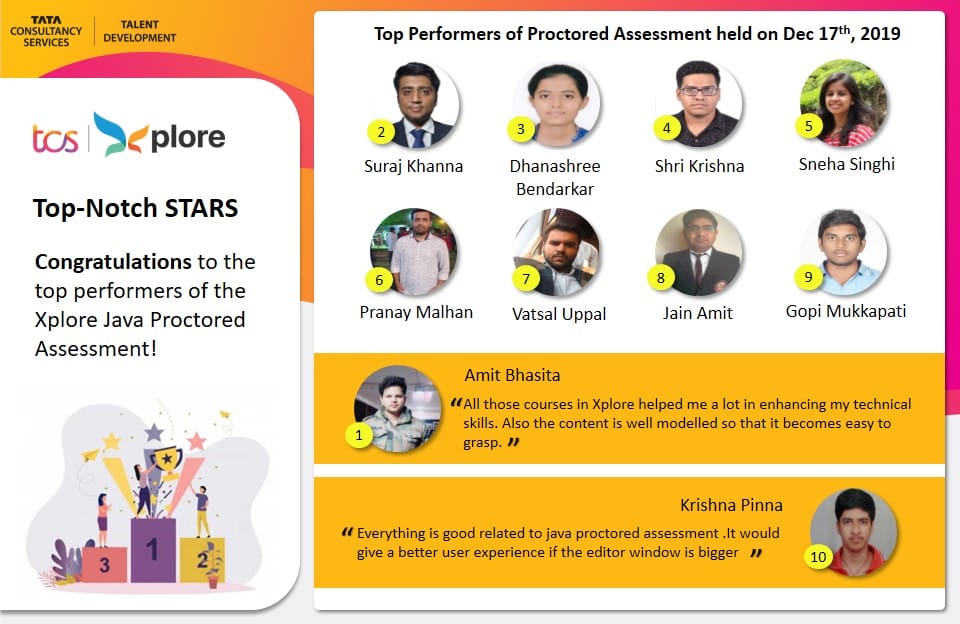 TATA
CONSULTANCY
SERVICES
TALENT
DEVELOPMENT
tcs Xplore
Top-Notch STARS
Congratulations to the
top performers of the
Xplore Java Proctored
Assessment!
3
1
2
Top Performers of Proctored Assessment held on Dec 17th, 2019
2
3
4
5
Suraj Khanna
Dhanashree
Bendarkar
Shri Krishna
Sneha Singhi
6
7
8
9
Pranay Malhan
Vatsal Uppal
Jain Amit
Gopi Mukkapati
1
Amit Bhasita
“All those courses in Xplore helped me a lot in enhancing my technical
skills. Also the content is well modelled so that it becomes easy to
grasp. ”
Krishna Pinna
“ Everything is good related to java proctored assessment .It would
give a better user experience if the editor window is bigger ”
10